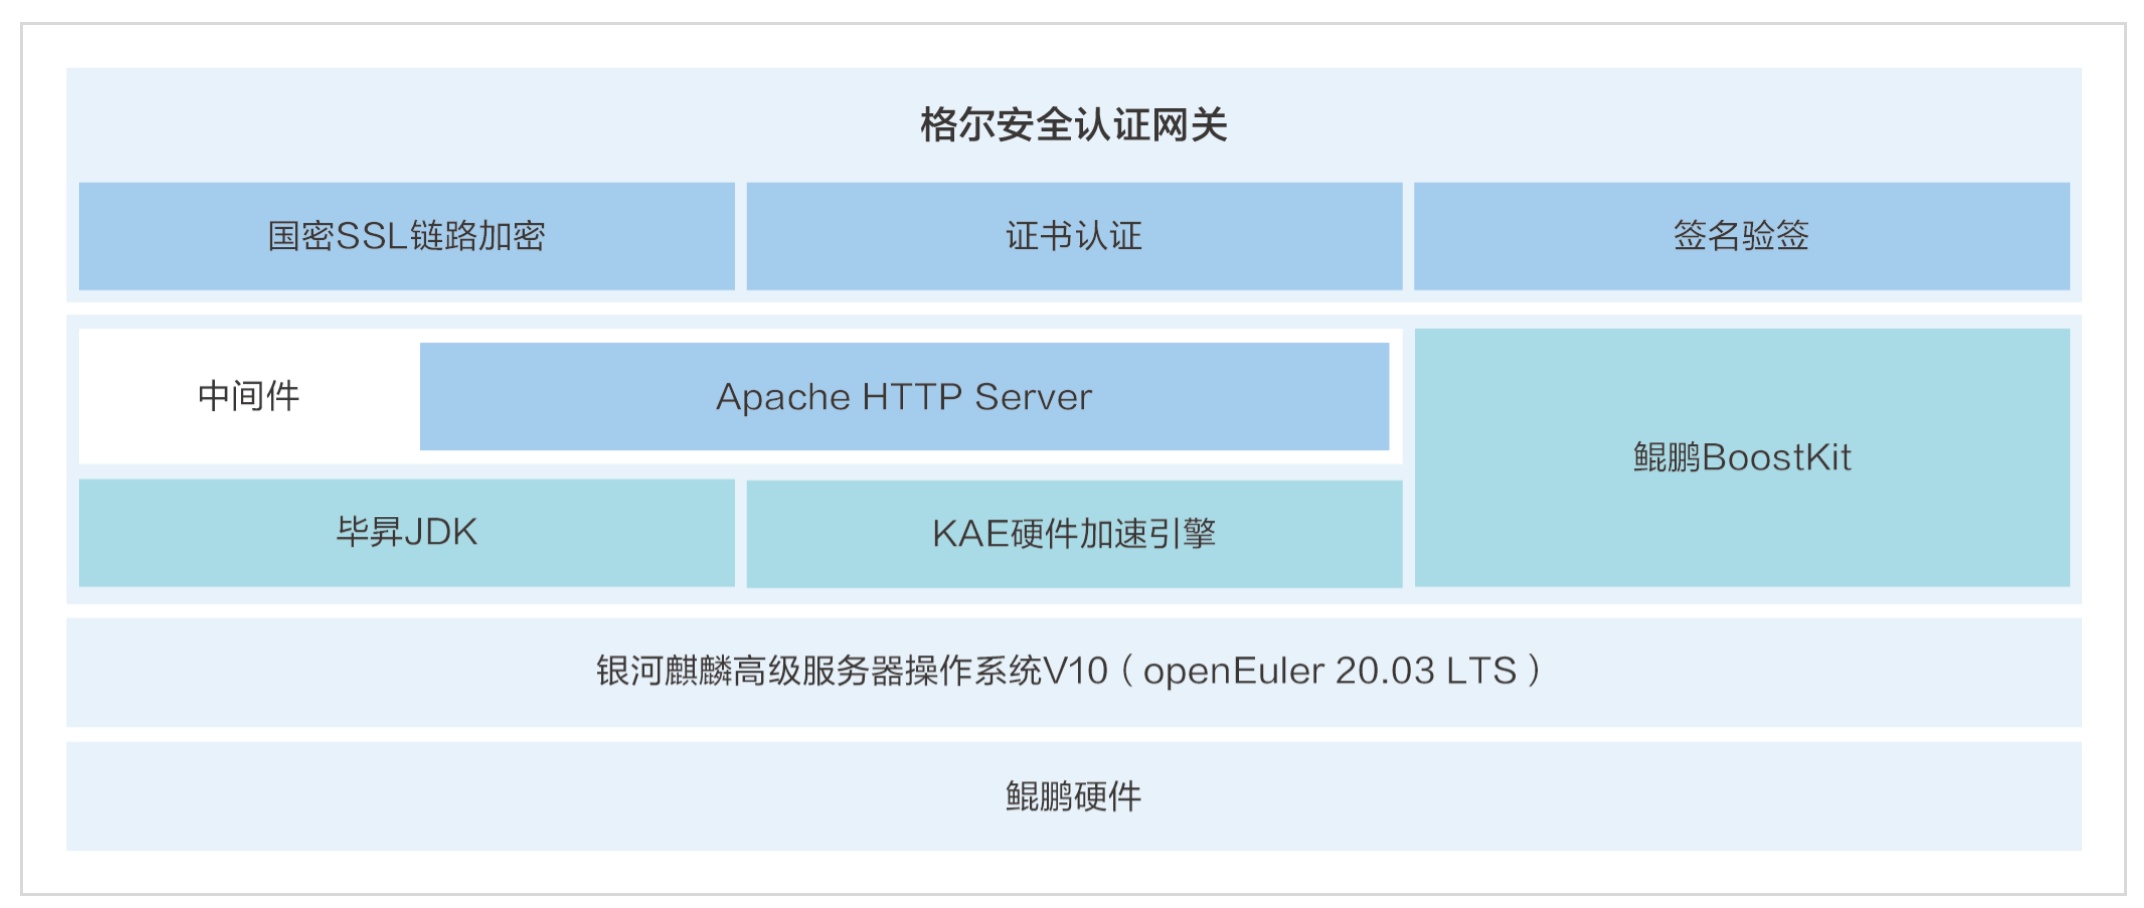 格尔安全认证网关
国密SSL链路加密
证书认证
签名验签
中间件
Apache HTTP Server
鲲鹏BoostKit
毕昇JDK
KAE硬件加速引擎
银河麒麟高级服务器操作系统V10（openEuler 20.03 LTS）
鲲鹏硬件